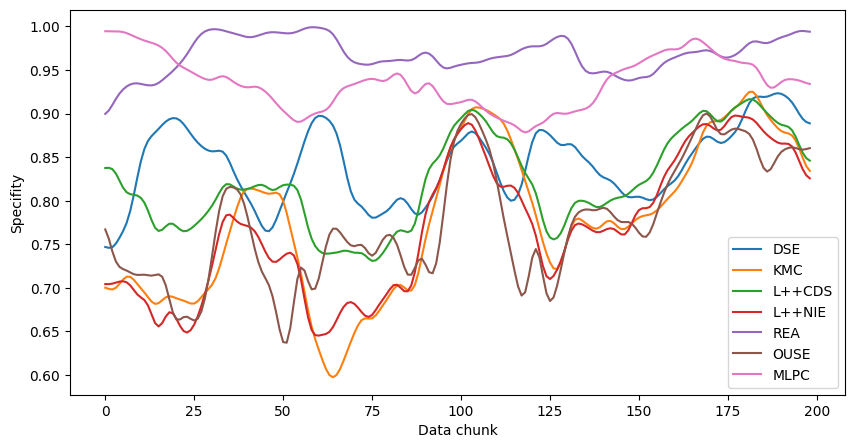 1.00
0.95
0.90
0.85
0.80
0.75
0.70
0.65
0.60
Specifity
0 25 50 75 100 125 150 175 200
Data chunk
DSE
KMC
L++CDS
L++NIE
REA
OUSE
MLPC